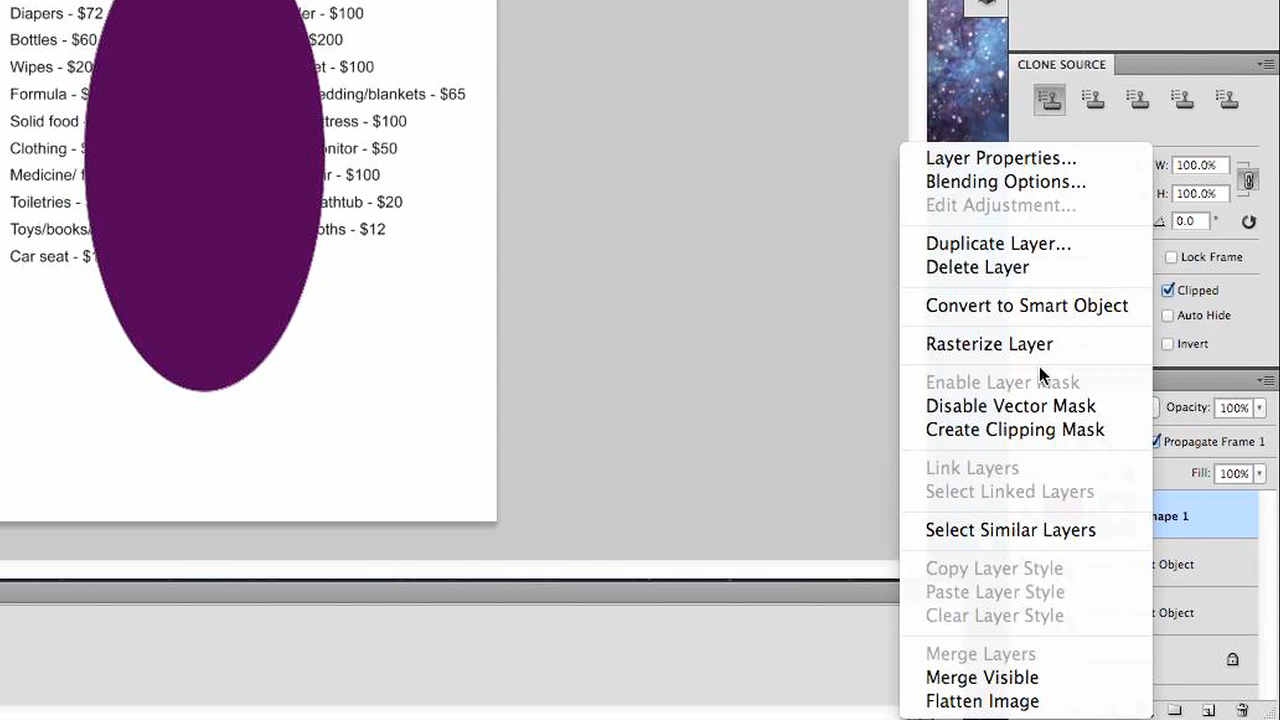 Diapers - $72
Bottles - $60
Wipes - $20
Formula - $
Solid food -
Clothing - $
Medicine/
Toiletries -
Toys/books/
Car seat - $1
er - $100
$200
et - $100
edding/blankets - $65
tress - $100
onitor - $50
ir - $100
athtub - $20
oths - $12
CLONE SOURCE
W: 100.0%
H: 100.0%
0.0 °
Lock Frame
Clipped
Auto Hide
Invert
Layer Properties...
Blending Options...
Edit Adjustment...
Duplicate Layer...
Delete Layer
Convert to Smart Object
Rasterize Layer
Enable Layer Mask
Disable Vector Mask
Create Clipping Mask
Link Layers
Select Linked Layers
Select Similar Layers
Copy Layer Style
Paste Layer Style
Clear Layer Style
Merge Layers
Merge Visible
Flatten Image
Opacity: 100%
Propagate Frame 1
Fill: 100%
hape 1
t Object
t Object